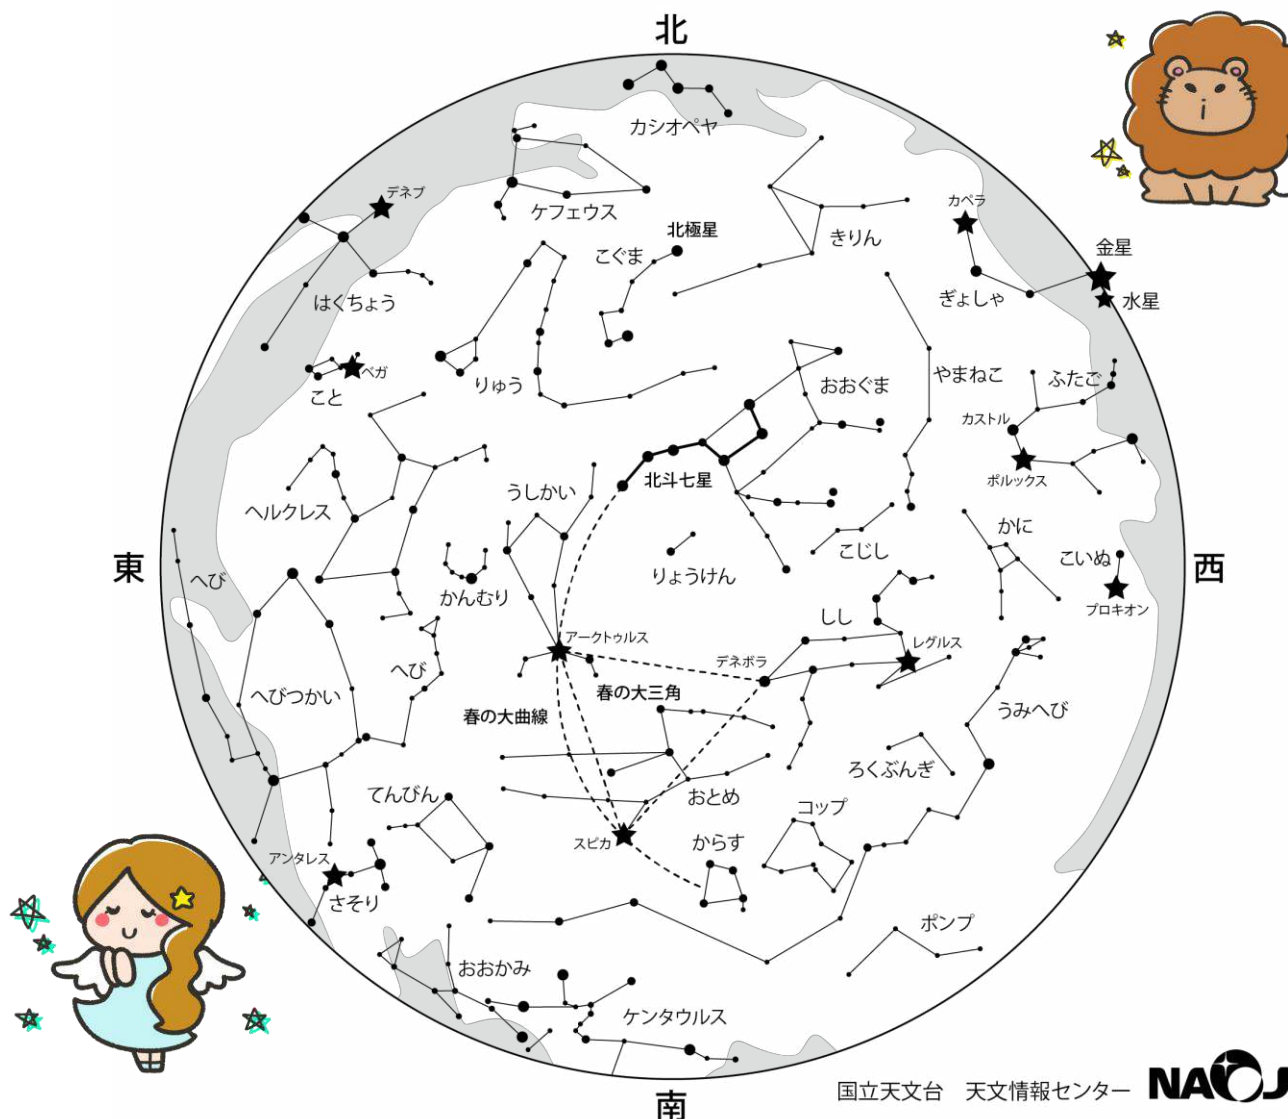 北
カシオペヤ
デネブ
ケフェウス
北極星
カペラ
こぐま
きりん
金星
はくちょう
ぎょしゃ
水星
ベガ
こと
りゅう
おおぐま
やまねこ
ふたご
カストル
北斗七星
ポルックス
うしかい
ヘルクレス
かに
こじし
こいぬ
東
西
へび
りょうけん
かんむり
プロキオン
しし
アークトゥルス
レグルス
デネボラ
へび
へびつかい
春の大三角
うみへび
春の大曲線
ろくぶんぎ
てんびん
おとめ
コップ
スピカ
からす
アンタレス
さそり
ポンプ
おおかみ
ケンタウルス
国立天文台 天文情報センター
NAOJ
南